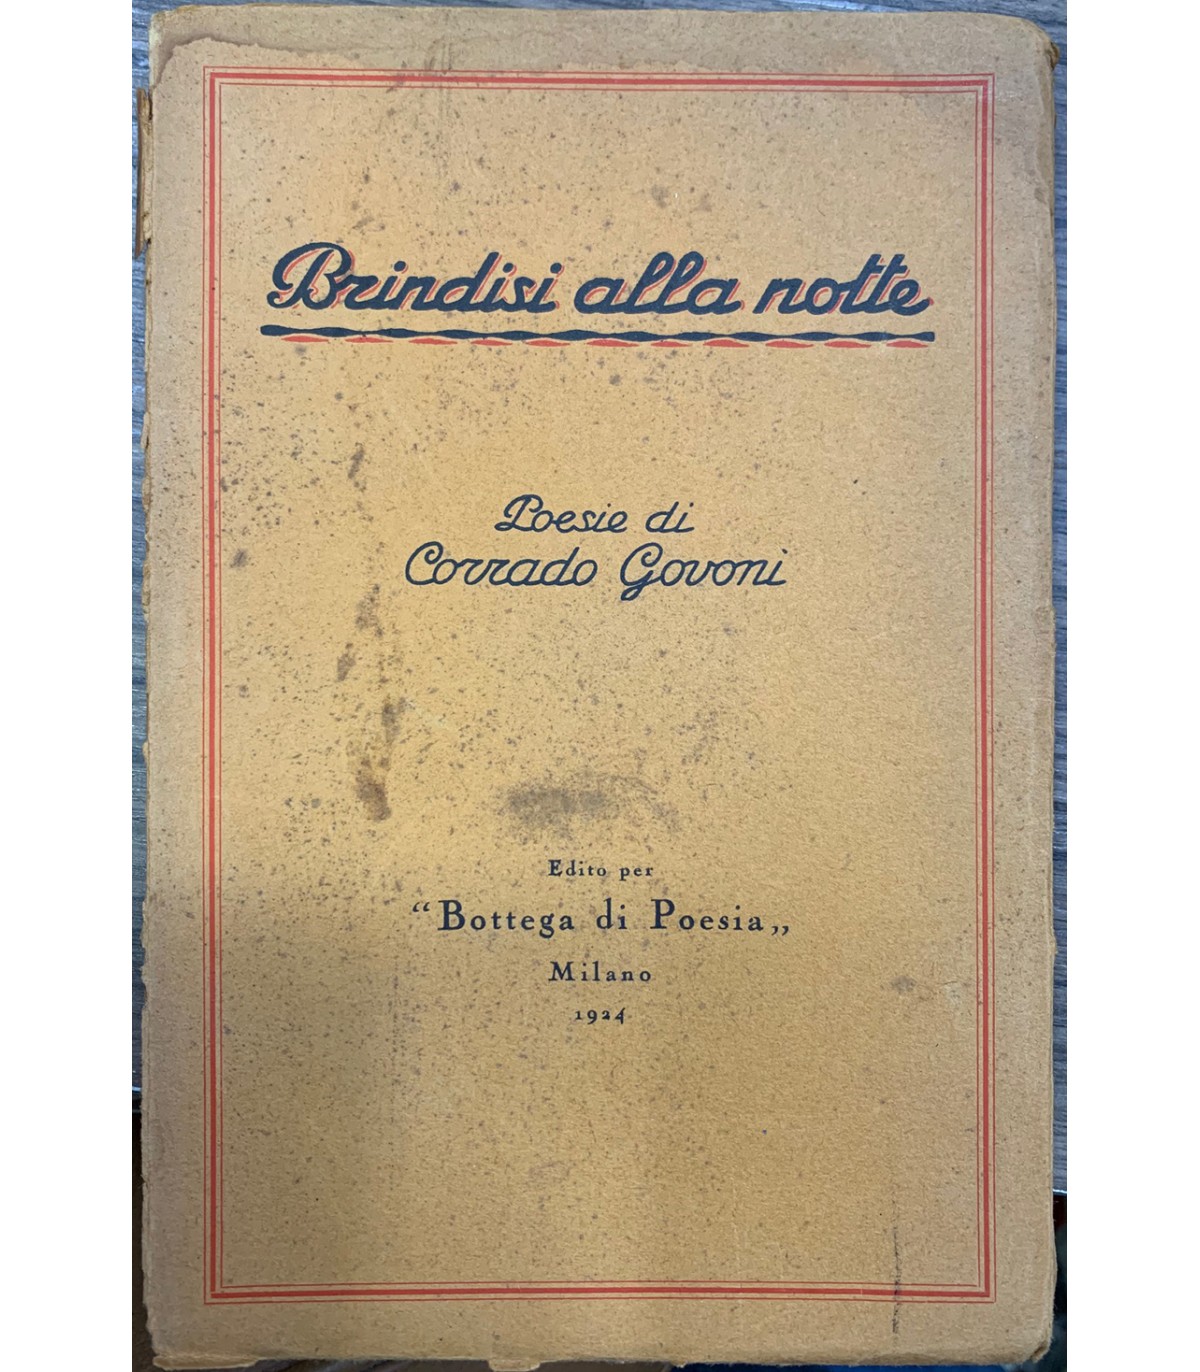 Brindisi alla notte
Poesie di
Corrado Govoni
Edito per
“Bottega di Poesia„
Milano
1924